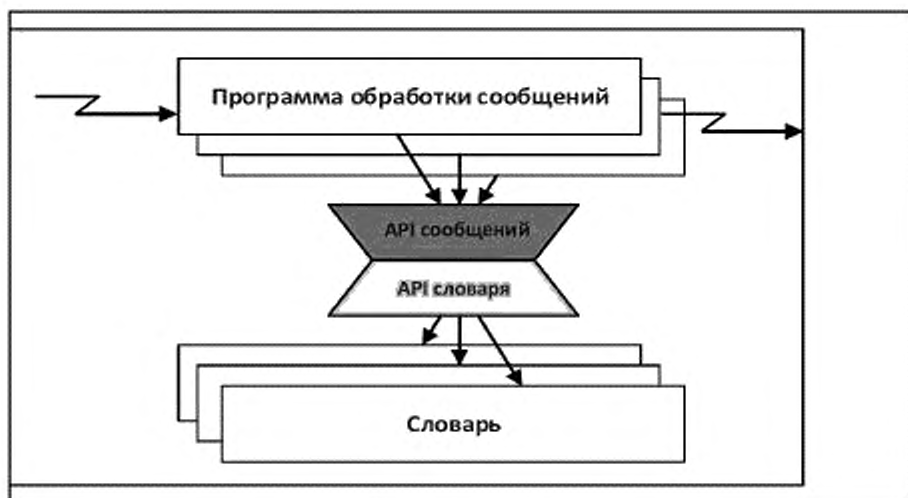 Программа обработки сообщений
API сообщений
API словаря
Словарь